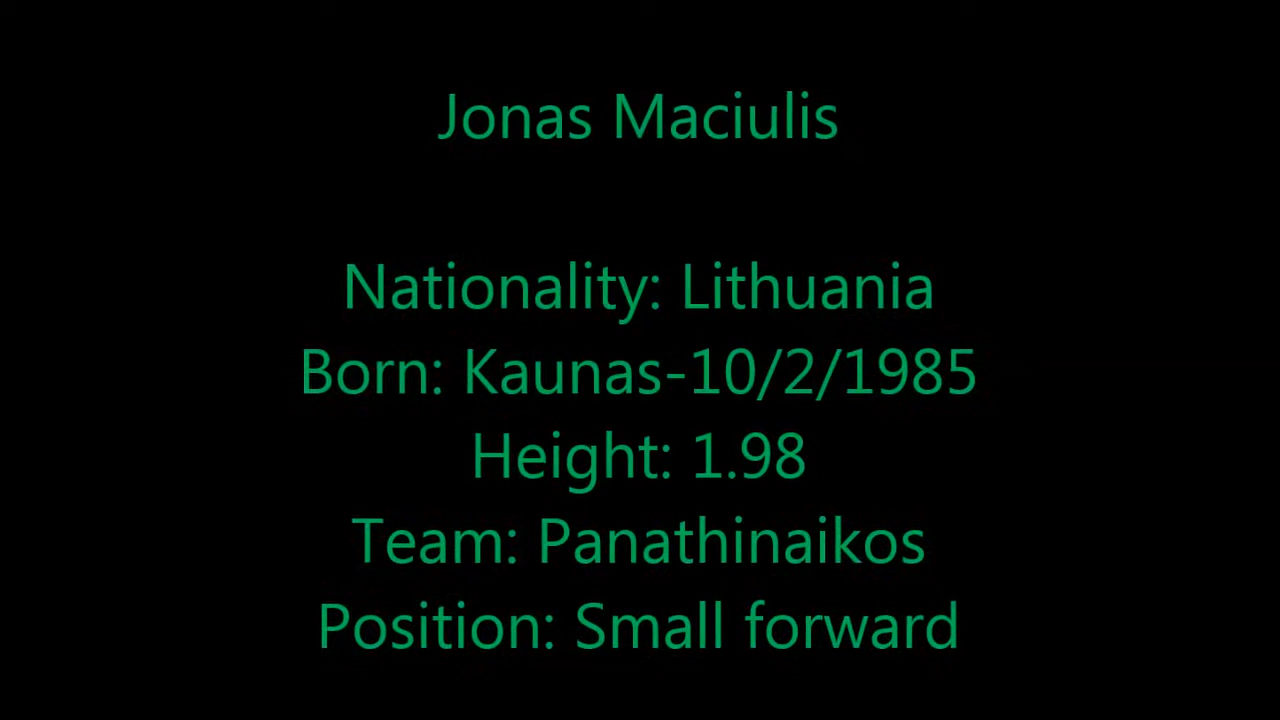 Jonas Maciulis
Nationality: Lithuania
Born: Kaunas-10/2/1985
Height: 1.98
Team: Panathinaikos
Position: Small forward